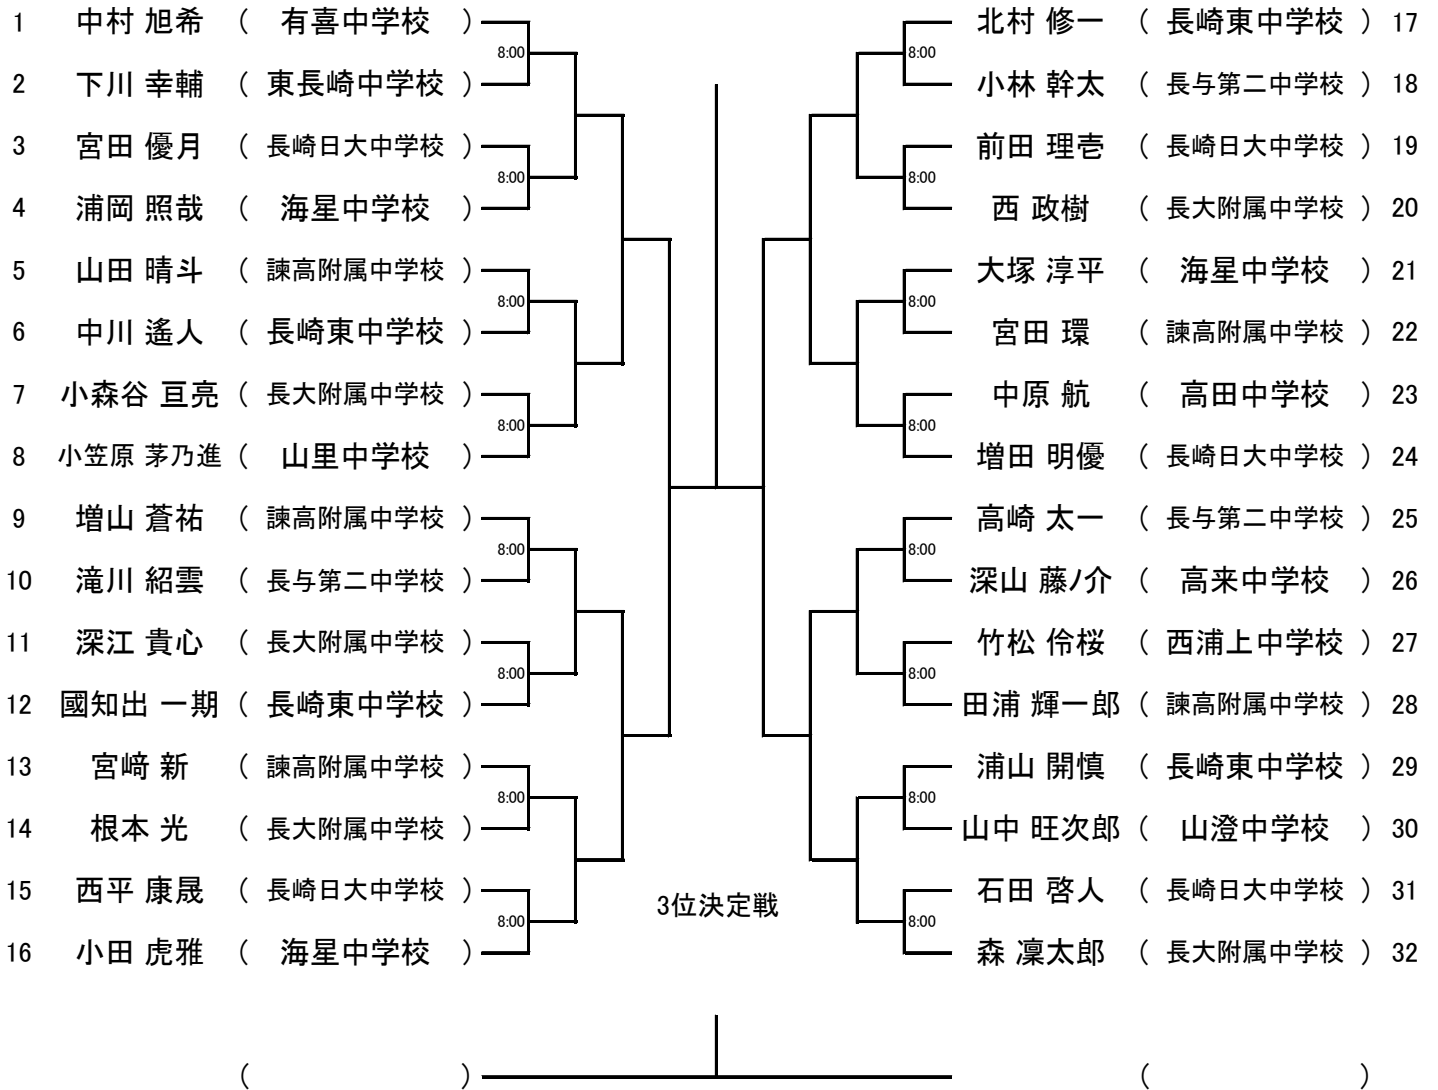 1 中村 旭希 ( 有喜中学校 ) 8:00 北村 修一 ( 長崎東中学校 ) 17
2 下川 幸輔 ( 東長崎中学校 ) 8:00 小林 幹太 ( 長与第二中学校 ) 18
3 宮田 優月 ( 長崎日大中学校 ) 8:00 前田 理壱 ( 長崎日大中学校 ) 19
4 浦岡 照哉 ( 海星中学校 ) 8:00 西 政樹 ( 長大附属中学校 ) 20
5 山田 晴斗 ( 諫高附属中学校 ) 8:00 大塚 淳平 ( 海星中学校 ) 21
6 中川 遙人 ( 長崎東中学校 ) 8:00 宮田 環 ( 諫高附属中学校 ) 22
7 小森谷 亘亮 ( 長大附属中学校 ) 8:00 中原 航 ( 高田中学校 ) 23
8 小笠原 茅乃進 ( 山里中学校 ) 8:00 増田 明優 ( 長崎日大中学校 ) 24
9 増山 蒼祐 ( 諫高附属中学校 ) 8:00 高崎 太一 ( 長与第二中学校 ) 25
10 滝川 紹雲 ( 長与第二中学校 ) 8:00 深山 藤ノ介 ( 高来中学校 ) 26
11 深江 貴心 ( 長大附属中学校 ) 8:00 竹松 伶桜 ( 西浦上中学校 ) 27
12 國知出 一期 ( 長崎東中学校 ) 8:00 田浦 輝一郎 ( 諫高附属中学校 ) 28
13 宮﨑 新 ( 諫高附属中学校 ) 8:00 浦山 開慎 ( 長崎東中学校 ) 29
14 根本 光 ( 長大附属中学校 ) 8:00 山中 旺次郎 ( 山澄中学校 ) 30
15 西平 康晟 ( 長崎日大中学校 ) 8:00 3位決定戦 石田 啓人 ( 長崎日大中学校 ) 31
16 小田 虎雅 ( 海星中学校 ) 8:00 森 凜太郎 ( 長大附属中学校 ) 32
( ) ( )